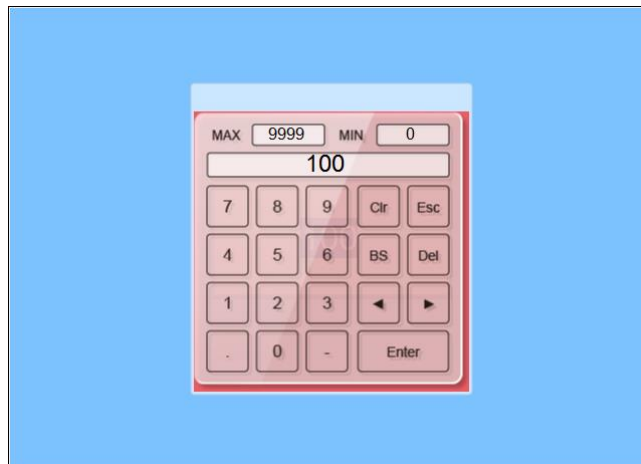 MAX 9999 MIN 0
100
7 8 9 Clr Esc
4 5 6 BS Del
1 2 3 ◄ ►
. 0 - Enter